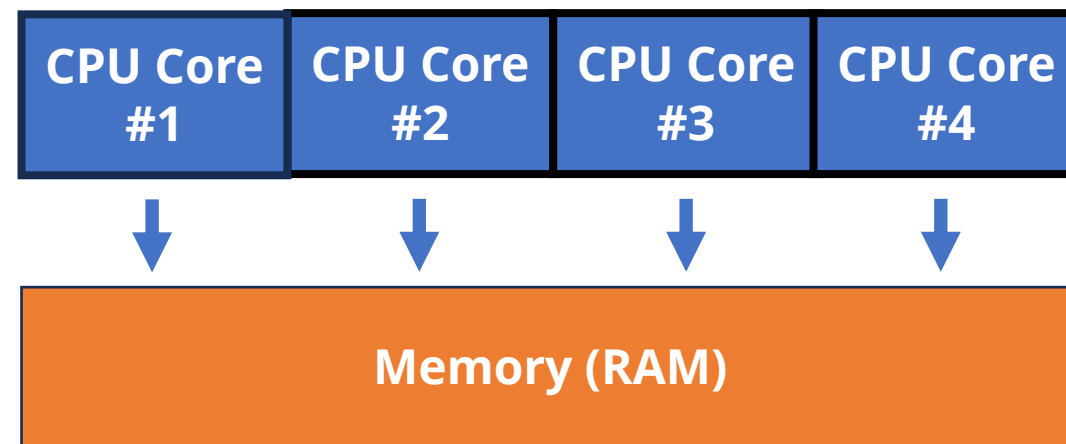 CPU Core
#1
CPU Core
#2
CPU Core
#3
CPU Core
#4
Memory (RAM)